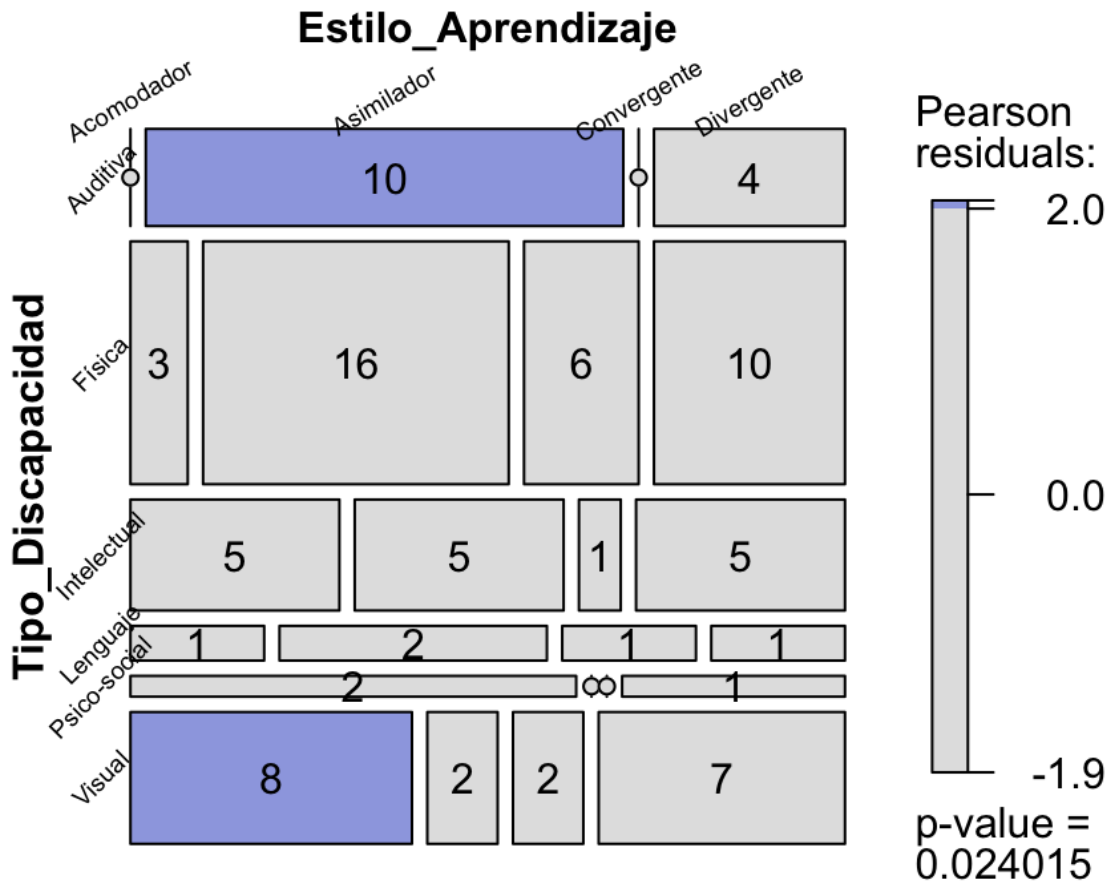 Estilo_Aprendizaje
Acomodador
Asimilador
Convergente
Divergente
Tipo_Discapacidad
Auditiva
10
4
Física
3
16
6
10
Intelectual
5
5
1
5
Lenguaje
1
2
1
1
Psico-social
2
1
Visual
8
2
2
7
Pearson
residuals:
2.0
0.0
-1.9
p-value =
0.024015